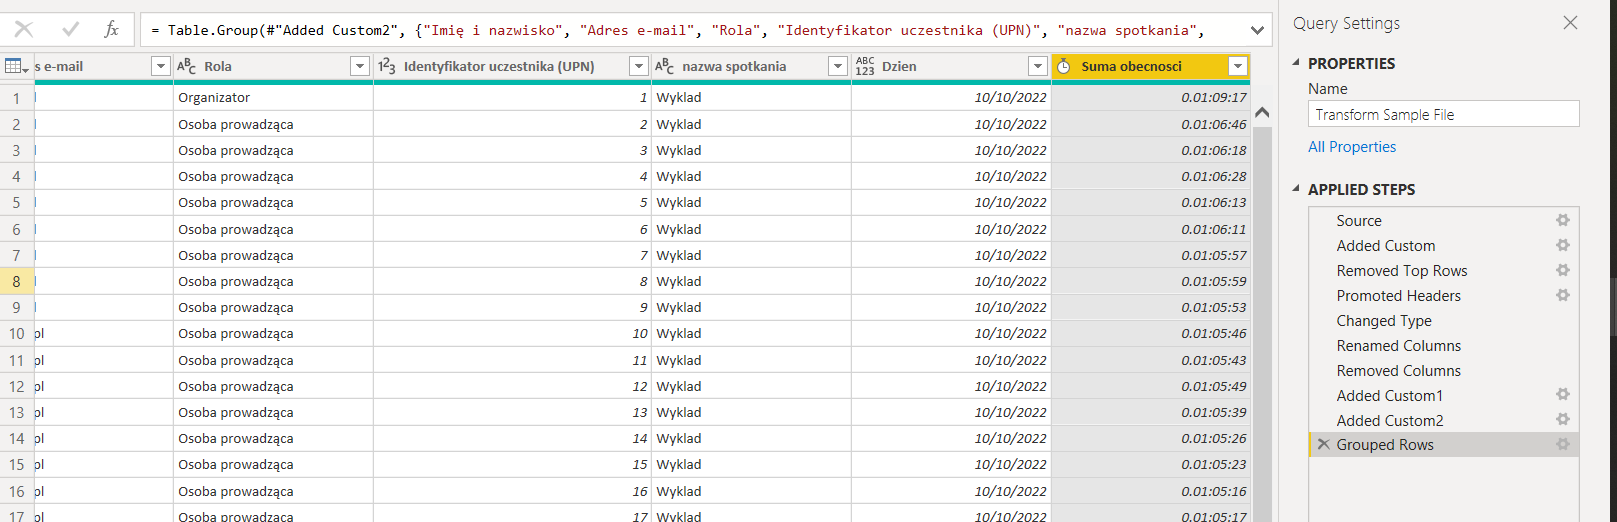 fx
= Table.Group(#"Added Custom2", {"Imię i nazwisko", "Adres e-mail", "Rola", "Identyfikator uczestnika (UPN)", "nazwa spotkania",
s e-mail ABC Rola 123 Identyfikator uczestnika (UPN) ABC nazwa spotkania ABC 123 Dzien Suma obecnosci
1 Organizator 1 Wyklad 10/10/2022 0.01:09:17
2 Osoba prowadząca 2 Wyklad 10/10/2022 0.01:06:46
3 Osoba prowadząca 3 Wyklad 10/10/2022 0.01:06:18
4 Osoba prowadząca 4 Wyklad 10/10/2022 0.01:06:28
5 Osoba prowadząca 5 Wyklad 10/10/2022 0.01:06:13
6 Osoba prowadząca 6 Wyklad 10/10/2022 0.01:06:11
7 Osoba prowadząca 7 Wyklad 10/10/2022 0.01:05:57
8 Osoba prowadząca 8 Wyklad 10/10/2022 0.01:05:59
9 Osoba prowadząca 9 Wyklad 10/10/2022 0.01:05:53
10 pl Osoba prowadząca 10 Wyklad 10/10/2022 0.01:05:46
11 pl Osoba prowadząca 11 Wyklad 10/10/2022 0.01:05:43
12 pl Osoba prowadząca 12 Wyklad 10/10/2022 0.01:05:49
13 pl Osoba prowadząca 13 Wyklad 10/10/2022 0.01:05:39
14 pl Osoba prowadząca 14 Wyklad 10/10/2022 0.01:05:26
15 pl Osoba prowadząca 15 Wyklad 10/10/2022 0.01:05:23
16 pl Osoba prowadząca 16 Wyklad 10/10/2022 0.01:05:16
17 pl Osoba prowadząca 17 Wyklad 10/10/2022 0.01:05:17
Query Settings
PROPERTIES
Name
Transform Sample File
All Properties
APPLIED STEPS
Source
Added Custom
Removed Top Rows
Promoted Headers
Changed Type
Renamed Columns
Removed Columns
Added Custom1
Added Custom2
Grouped Rows